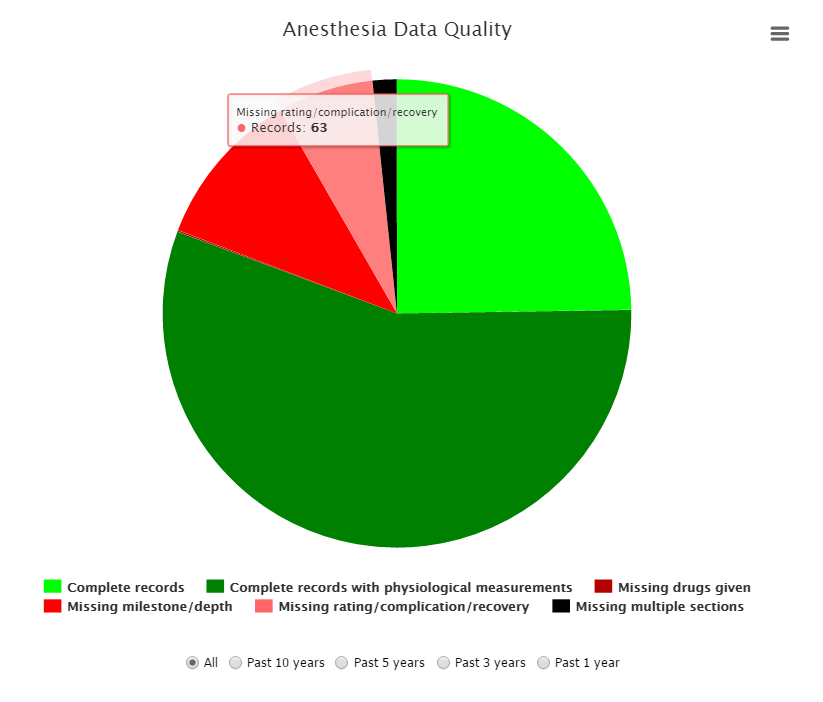 Anesthesia Data Quality
Missing rating/complication/recovery
Records: 63
Complete records Complete records with physiological measurements Missing drugs given
Missing milestone/depth Missing rating/complication/recovery Missing multiple sections
All Past 10 years Past 5 years Past 3 years Past 1 year